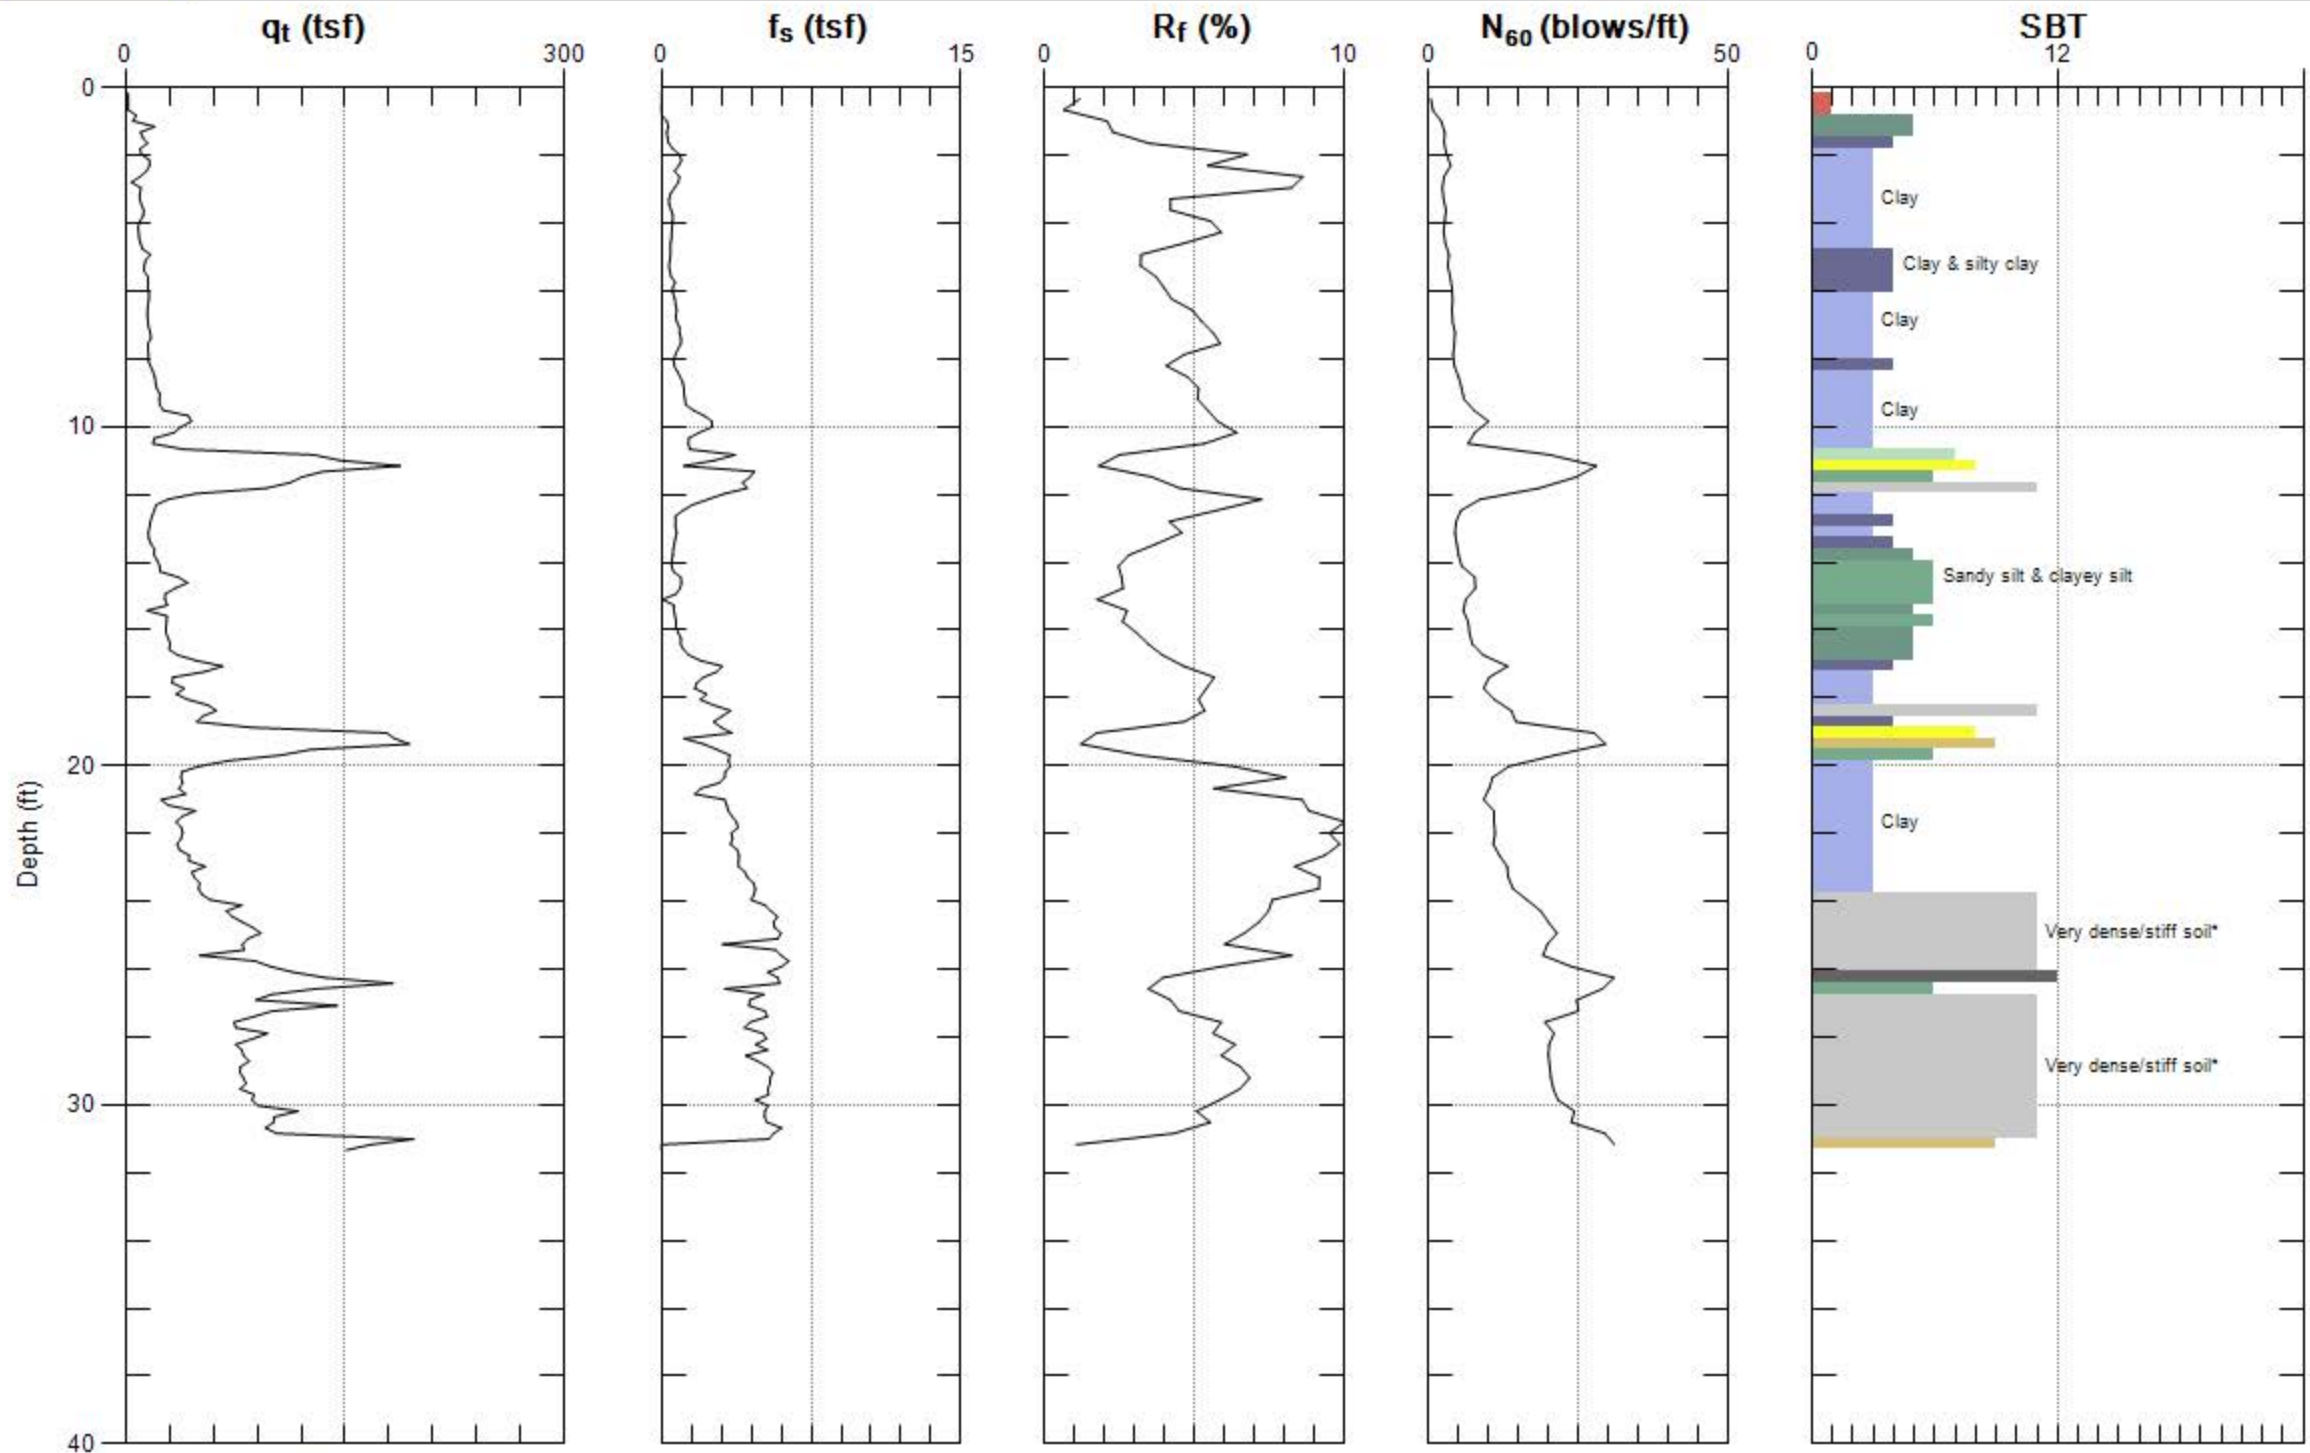 qt (tsf) fs (tsf) Rf (%) N60 (blows/ft) SBT
0 300 0 15 0 10 0 50 0 12
0
Clay
Clay & silty clay
Clay
Clay
10
Sandy silt & clayey silt
20
Clay
Depth (ft)
Very dense/stiff soil*
Very dense/stiff soil*
30
40